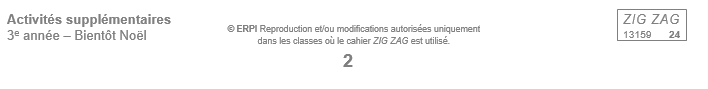 Activités supplémentaires
3e année – Bientôt Noël
© ERPI Reproduction et/ou modifications autorisées uniquement
dans les classes où le cahier ZIG ZAG est utilisé.
2
ZIG ZAG
13159 24